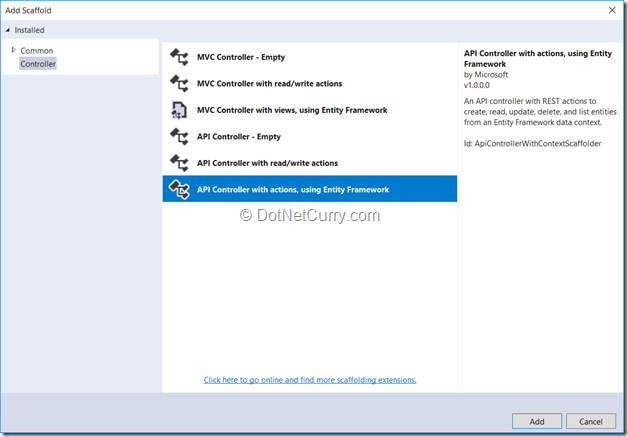 Add Scaffold
Installed
Common
Controller
MVC Controller - Empty
MVC Controller with read/write actions
MVC Controller with views, using Entity Framework
API Controller - Empty
API Controller with read/write actions
API Controller with actions, using Entity Framework
© DotNetCurry.com
Click here to go online and find more scaffolding extensions.
API Controller with actions, using Entity
Framework
by Microsoft
v1.0.0.0
An API controller with REST actions to
create, read, update, delete, and list entities
from an Entity Framework data context.
Id: ApiControllerWithContextScaffolder
Add
Cancel